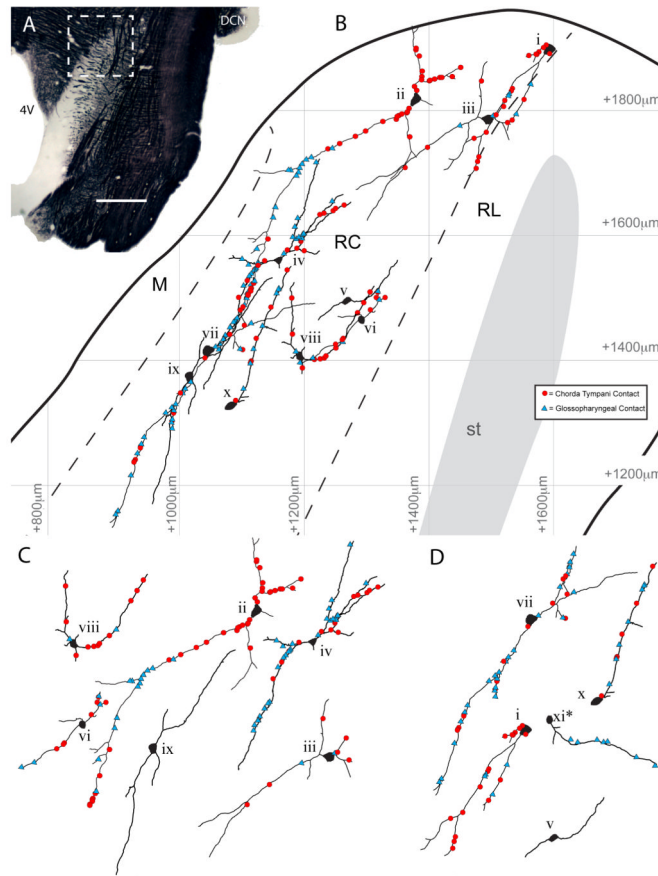 A
DCN
4V
B
i
ii
+1800µm
iii
RL
+1600µm
RC
iv
M
v
vii
viii
vi
+1400µm
ix
x
= Chorda Tympani Contact
= Glossopharyngeal Contact
st
+1200µm
+800µm
+1000µm
+1200µm
+1400µm
+1600µm
C
D
viii
ii
vii
iv
x
vi
i
xi*
ix
iii
v